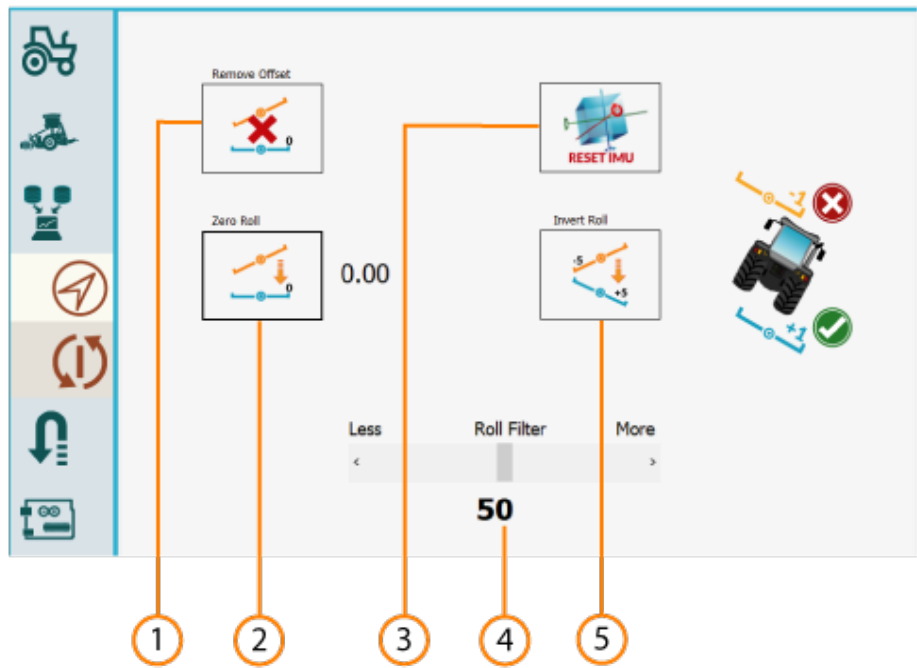 Remove Offset
0
RESET IMU
-1
Zero Roll
0
0.00
Invert Roll
-5
+5
+1
Less Roll Filter More
< >
50
1 2 3 4 5